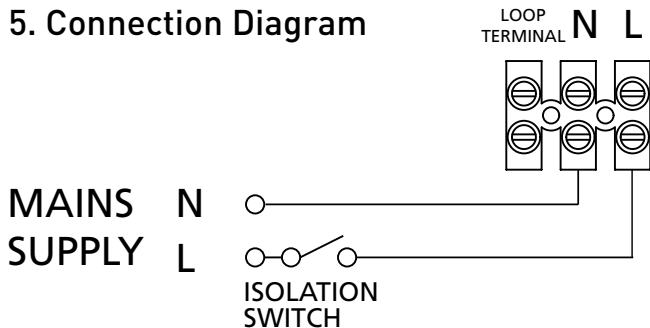 5. Connection Diagram
LOOP
TERMINAL N L
MAINS N
SUPPLY L
ISOLATION
SWITCH